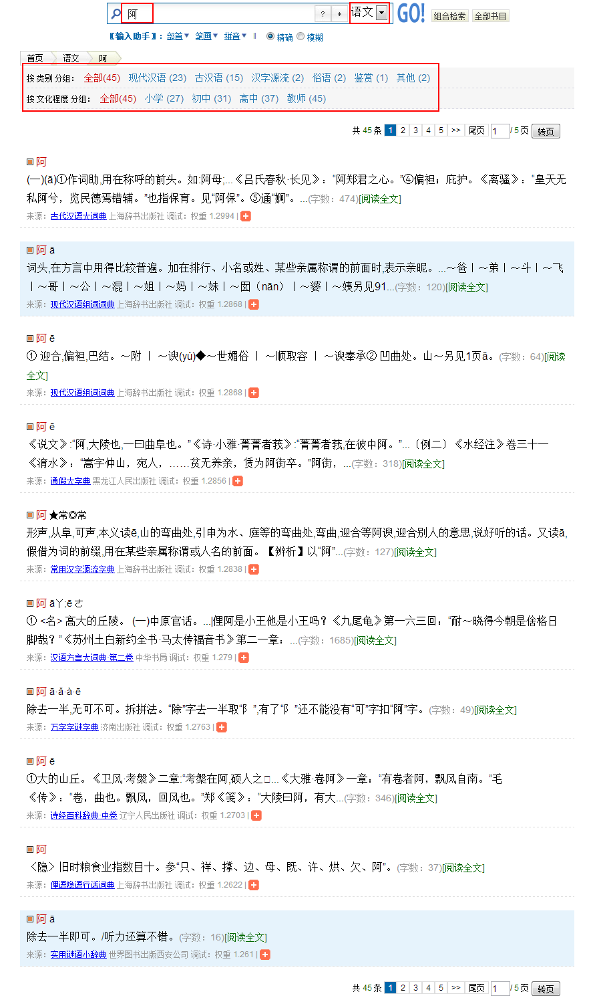 阿 ? * 语文 GO! 组合检索 全部书目
【输入助手】: 部首 笔画 拼音 || 精确 模糊
首页 语文 阿
按 类别 分组： 全部(45) 现代汉语 (23) 古汉语 (15) 汉字源流 (2) 俗语 (2) 鉴赏 (1) 其他 (2)
按 文化程度 分组： 全部(45) 小学 (27) 初中 (31) 高中 (37) 教师 (45)
共 45 条 1 2 3 4 5 >> 尾页 1 / 5 页 转页
阿
(一)(ā)①作词助,用在称呼的前头。如:阿母;...《吕氏春秋·长见》：“阿郑君之心。”④偏袒；庇护。《离骚》：“皇天无
私阿兮，览民德焉错辅。”也指保育。见“阿保”。⑤通“婀”。...(字数：474)[阅读全文]
来源：古代汉语大词典 上海辞书出版社 调试：权重 1.2994 |
阿 ā
词头,在方言中用得比较普遍。加在排行、小名或姓、某些亲属称谓的前面时,表示亲昵。...～爸丨～弟丨～斗丨～飞
丨～哥丨～公丨～混丨～姐丨～妈丨～妹丨～囡（nān）丨～婆丨～姨另见91...(字数：120)[阅读全文]
来源：现代汉语组词词典 上海辞书出版社 调试：权重 1.2868 |
阿 ē
① 迎合,偏袒,巴结。～附 丨 ～谀(yú)◆～世媚俗 丨 ～顺取容 丨 ～谀奉承② 凹曲处。山～另见1页ā。(字数：64)[阅读
全文]
来源：现代汉语组词词典 上海辞书出版社 调试：权重 1.2868 |
阿 ē
《说文》:“阿,大陵也,一曰曲阜也。”《诗·小雅·菁菁者莪》:“菁菁者莪,在彼中阿。”...〔例二〕《水经注》卷三十一
《淯水》：“嵩字仲山，宛人，……贫无养亲，赁为阿街卒。”阿街，...(字数：318)[阅读全文]
来源：通假大字典 黑龙江人民出版社 调试：权重 1.2856 |
阿 ★常◎常
形声,从阜,可声,本义读ē,山的弯曲处,引申为水、庭等的弯曲处,弯曲,迎合等阿谀,迎合别人的意思,说好听的话。又读ā,
假借为词的前缀,用在某些亲属称谓或人名的前面。【辨析】以“阿”...(字数：127)[阅读全文]
来源：常用汉字源流字典 上海辞书出版社 调试：权重 1.2838 |
阿 āㄚ;ēㄜ
① <名> 高大的丘陵。 (一)中原官话。...|俚阿是小王他是小王吗？《九尾龟》第一六三回：“耐～晓得今朝是啥格日
脚哉？”《苏州土白新约全书·马太传福音书》第二一章：...(字数：1685)[阅读全文]
来源：汉语方言大词典·第二卷 中华书局 调试：权重 1.279 |
阿 ā·ǎ·à·ē
除去一半,无可不可。拆拼法。“除”字去一半取“阝”,有了“阝”还不能没有“可”字扣“阿”字。(字数：49)[阅读全文]
来源：万字字谜字典 济南出版社 调试：权重 1.2763 |
阿 ē
①大的山丘。《卫风·考槃》二章:“考槃在阿,硕人之□...《大雅·卷阿》一章：“有卷者阿，飘风自南。”毛
《传》：“卷，曲也。飘风，回风也。”郑《笺》：“大陵曰阿，有大...(字数：346)[阅读全文]
来源：诗经百科辞典·中卷 辽宁人民出版社 调试：权重 1.2703 |
阿
〈隐〉旧时粮食业指数目十。参“只、祥、撑、边、母、既、许、烘、欠、阿”。(字数：37)[阅读全文]
来源：俚语隐语行话词典 上海辞书出版社 调试：权重 1.2622 |
阿 ā
除去一半即可。/听力还算不错。(字数：16)[阅读全文]
来源：实用谜语小辞典 世界图书出版西安公司 调试：权重 1.261 |
共 45 条 1 2 3 4 5 >> 尾页 1 / 5 页 转页